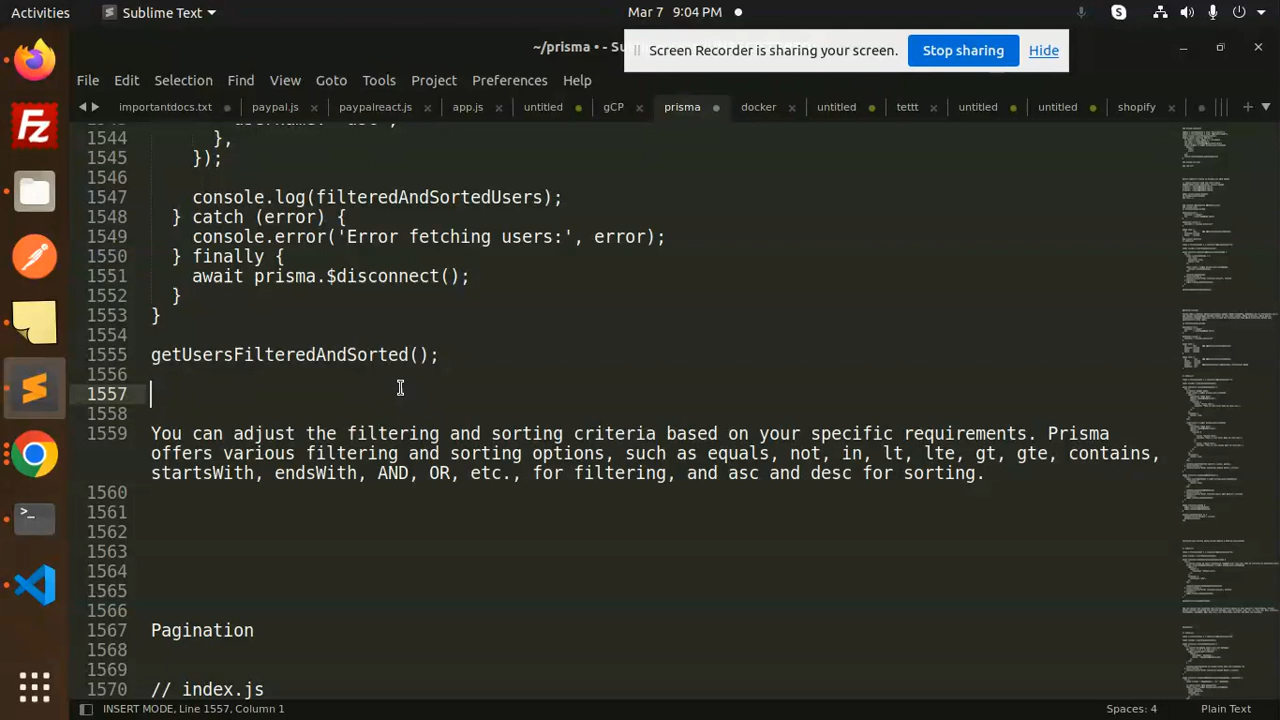 Activities
Sublime Text
Mar 7 9:04 PM
~/prisma • - Su
Screen Recorder is sharing your screen.
Stop sharing
Hide
File Edit Selection Find View Goto Tools Project Preferences Help
importantdocs.txt paypal.js paypalreact.js app.js untitled gCP prisma docker untitled tettt untitled untitled shopify
1544 },
1545 });
1546
1547 console.log(filteredAndSortedUsers);
1548 } catch (error) {
1549 console.error('Error fetching users:', error);
1550 } finally {
1551 await prisma.$disconnect();
1552 }
1553 }
1554
1555 getUsersFilteredAndSorted();
1556
1557
1558
1559 You can adjust the filtering and sorting criteria based on your specific requirements. Prisma
offers various filtering and sorting options, such as equals, not, in, lt, lte, gt, gte, contains,
startsWith, endsWith, AND, OR, etc., for filtering, and asc and desc for sorting.
1560
1561
1562
1563
1564
1565
1566
1567 Pagination
1568
1569
1570 // index.js
INSERT MODE, Line 1557, Column 1
Spaces: 4
Plain Text